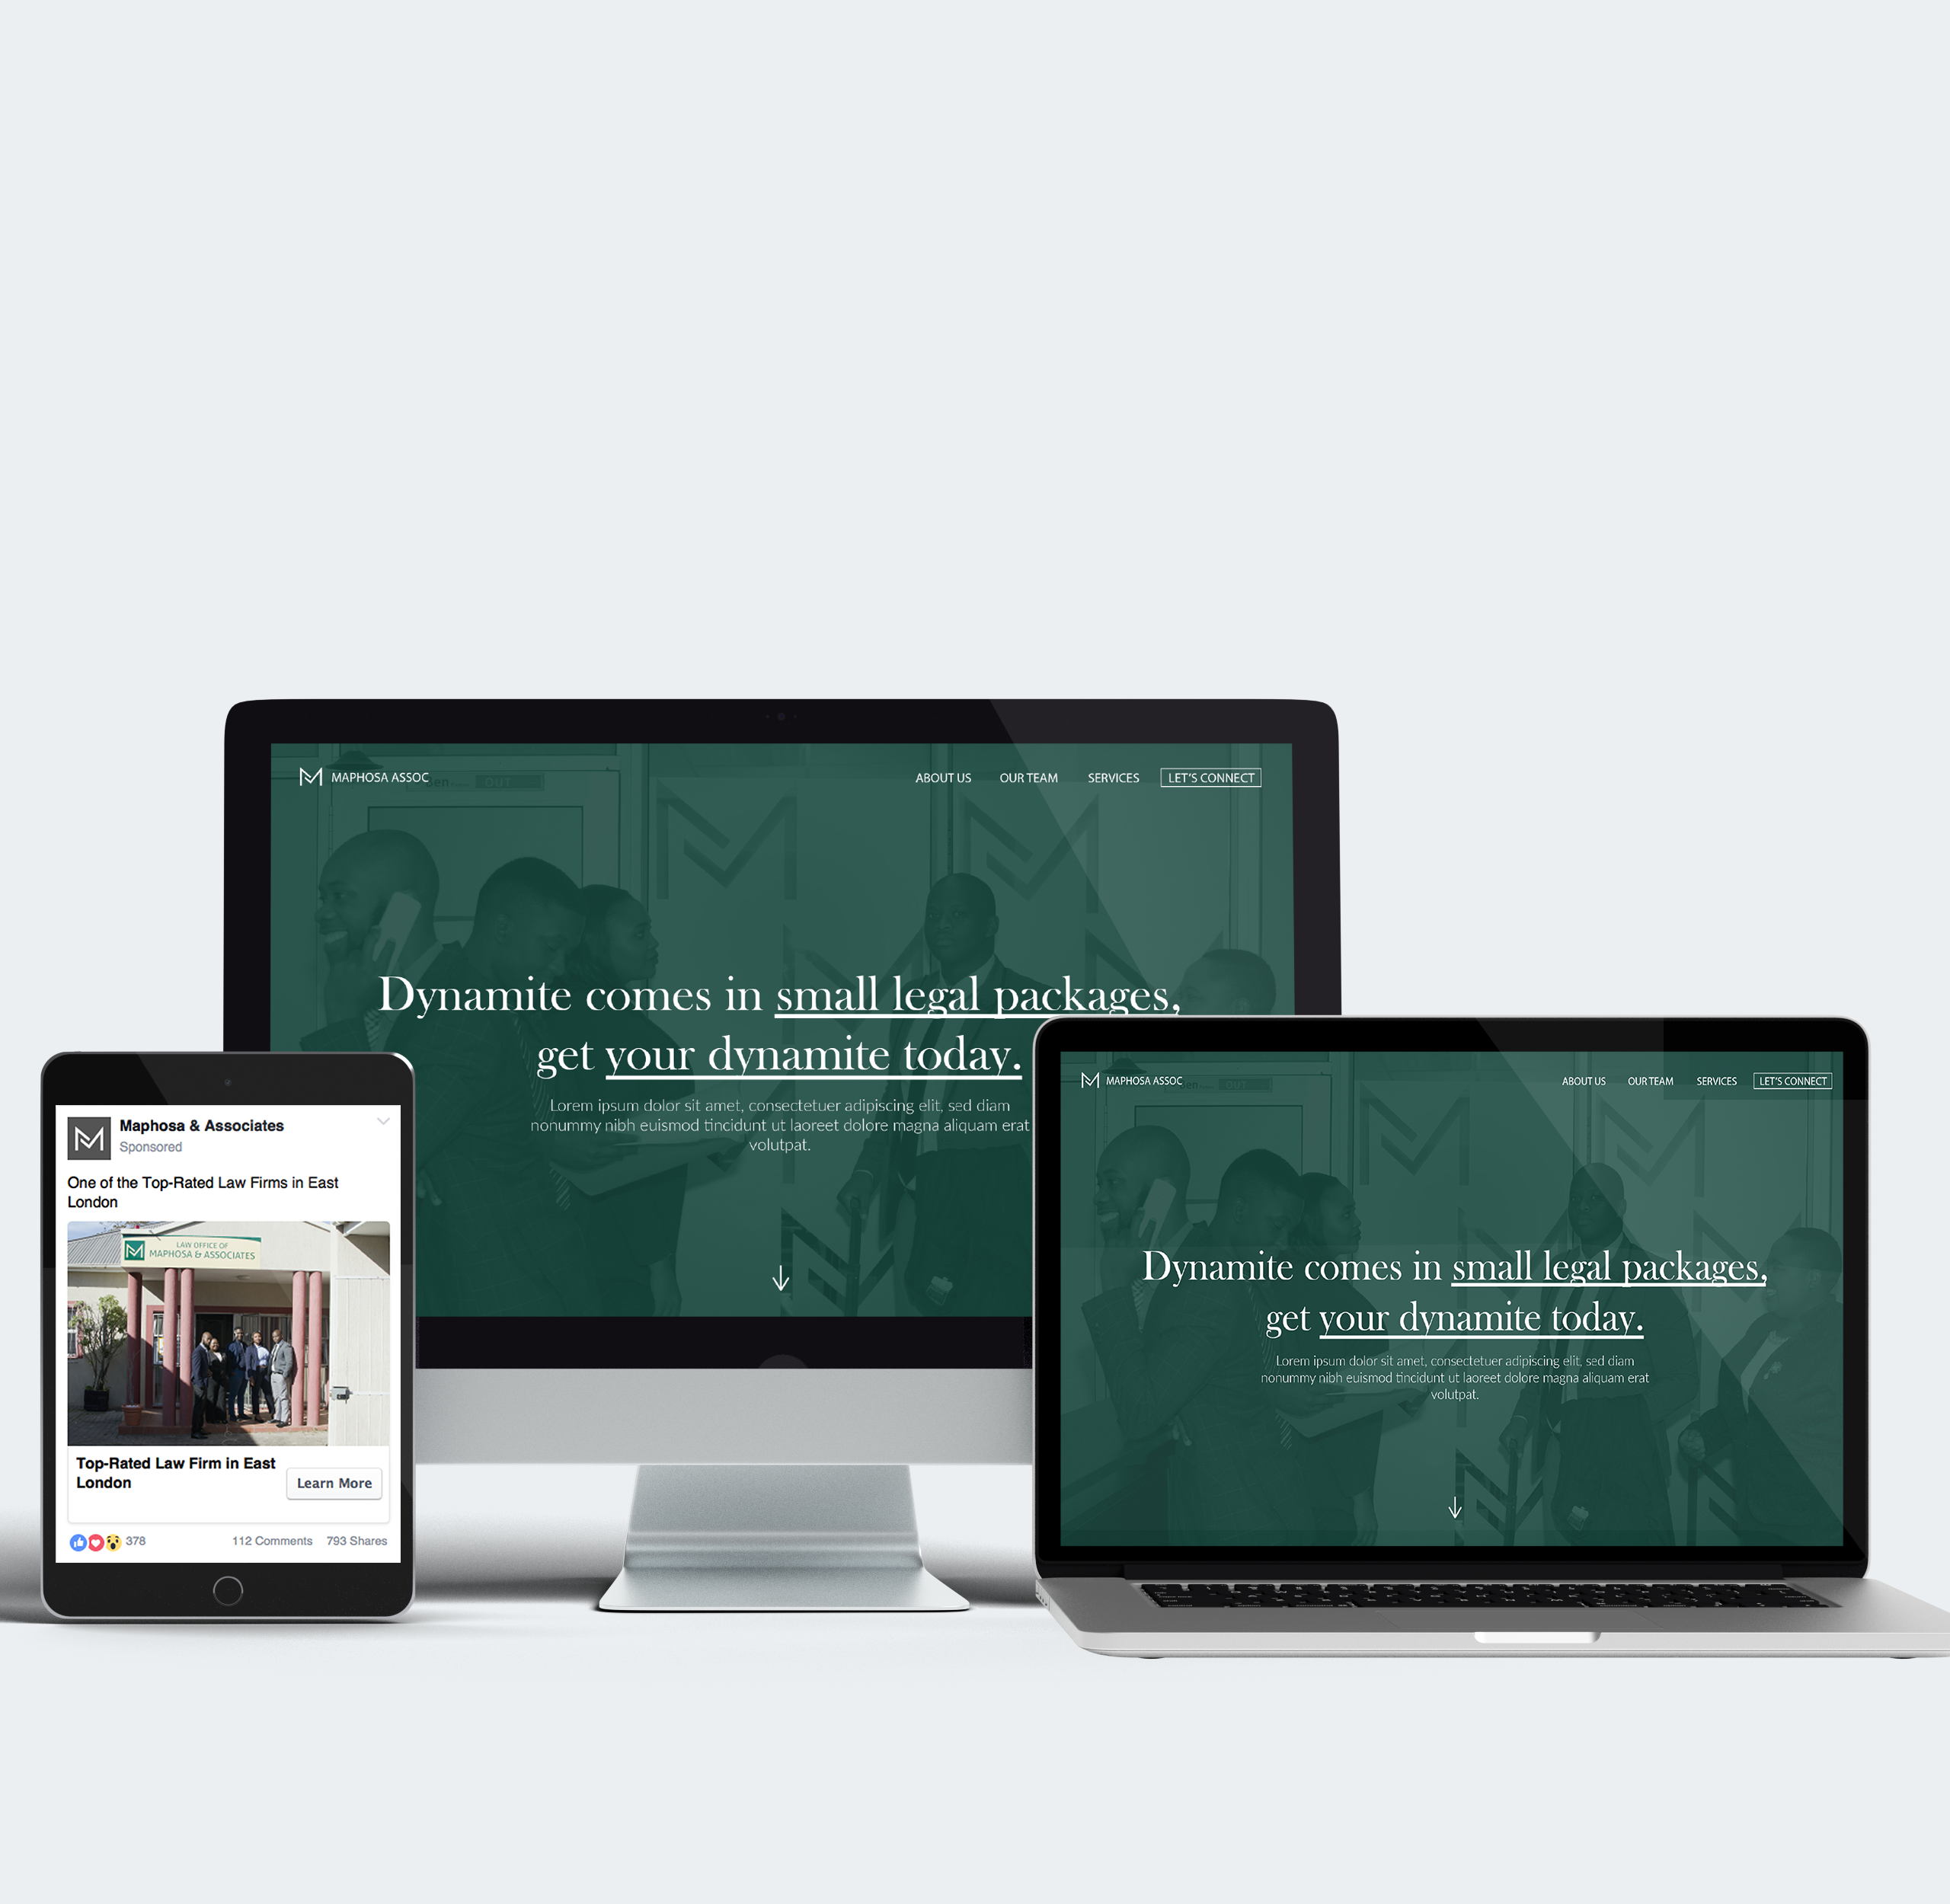 MAPHOSA ASSOC
ABOUT US
OUR TEAM
SERVICES
LET'S CONNECT
OUT
Dynamite comes in small legal packages,
get your dynamite today.
Lorem ipsum dolor sit amet, consectetuer adipiscing elit, sed diam
nonummy nibh euismod tincidunt ut laoreet dolore magna aliquam erat
volutpat.
Maphosa & Associates
Sponsored
One of the Top-Rated Law Firms in East
London
LAW OFFICE OF
MAPHOSA & ASSOCIATES
Top-Rated Law Firm in East
London
Learn More
378
112 Comments
793 Shares
MAPHOSA ASSOC
ABOUT US
OUR TEAM
SERVICES
LET'S CONNECT
OUT
Dynamite comes in small legal packages,
get your dynamite today.
Lorem ipsum dolor sit amet, consectetuer adipiscing elit, sed diam
nonummy nibh euismod tincidunt ut laoreet dolore magna aliquam erat
volutpat.